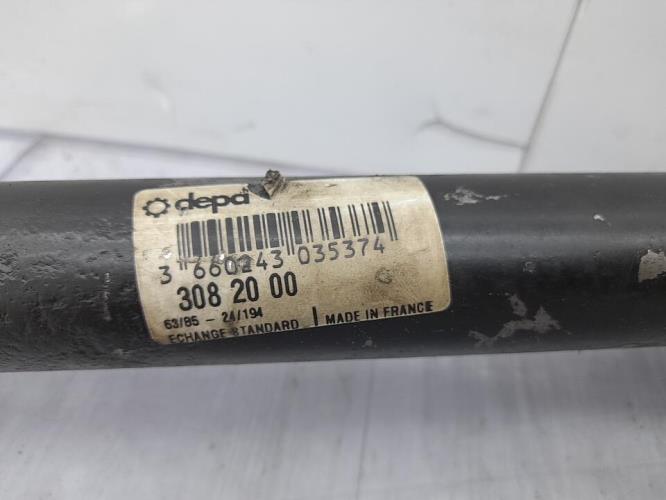 depa
3 660243 035374
308 20 00
63/85 - 24/194
ECHANGE STANDARD | MADE IN FRANCE